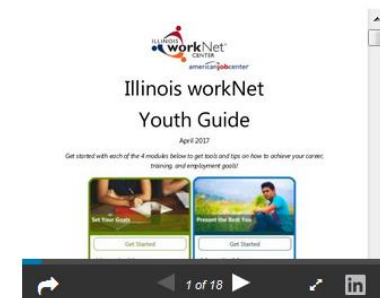 ILLINOIS
workNet
CENTER
americanjobcenter
Illinois workNet
Youth Guide
April 2017
Get started with each of the 4 modules below to get tools and tips on how to achieve your career,
training, and employment goals!
Set Your Goals
Present the Best You
Get Started
Get Started
1 of 18
in